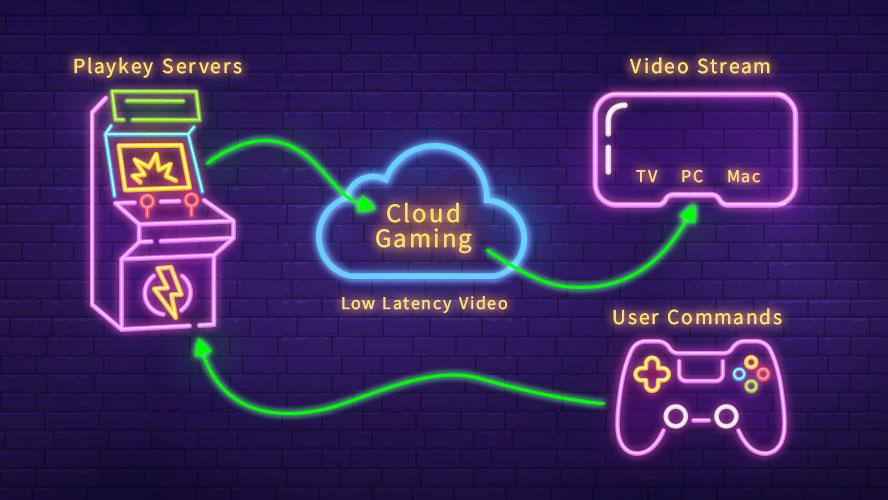 Playkey Servers
Video Stream
TV PC Mac
Cloud
Gaming
Low Latency Video
User Commands